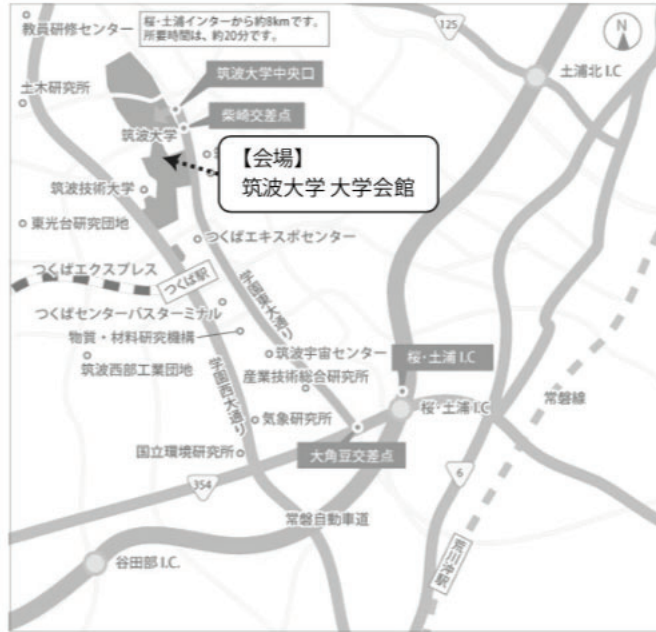 教員研修センター
桜・土浦インターから約8kmです。
所要時間は、約20分です。
125
N
土浦北 I.C
土木研究所
筑波大学中央口
柴崎交差点
筑波大学
【会場】
筑波大学 大学会館
筑波技術大学
東光台研究団地
つくばエキスポセンター
つくばエクスプレス
つくば駅
学園東大通り
つくばセンターバスターミナル
物質・材料研究機構
筑波西部工業団地
学園西大通り
筑波宇宙センター
産業技術総合研究所
桜・土浦 I.C
桜・土浦 I.C
常磐線
気象研究所
国立環境研究所
大角豆交差点
354
6
常磐自動車道
荒川沖駅
谷田部 I.C.